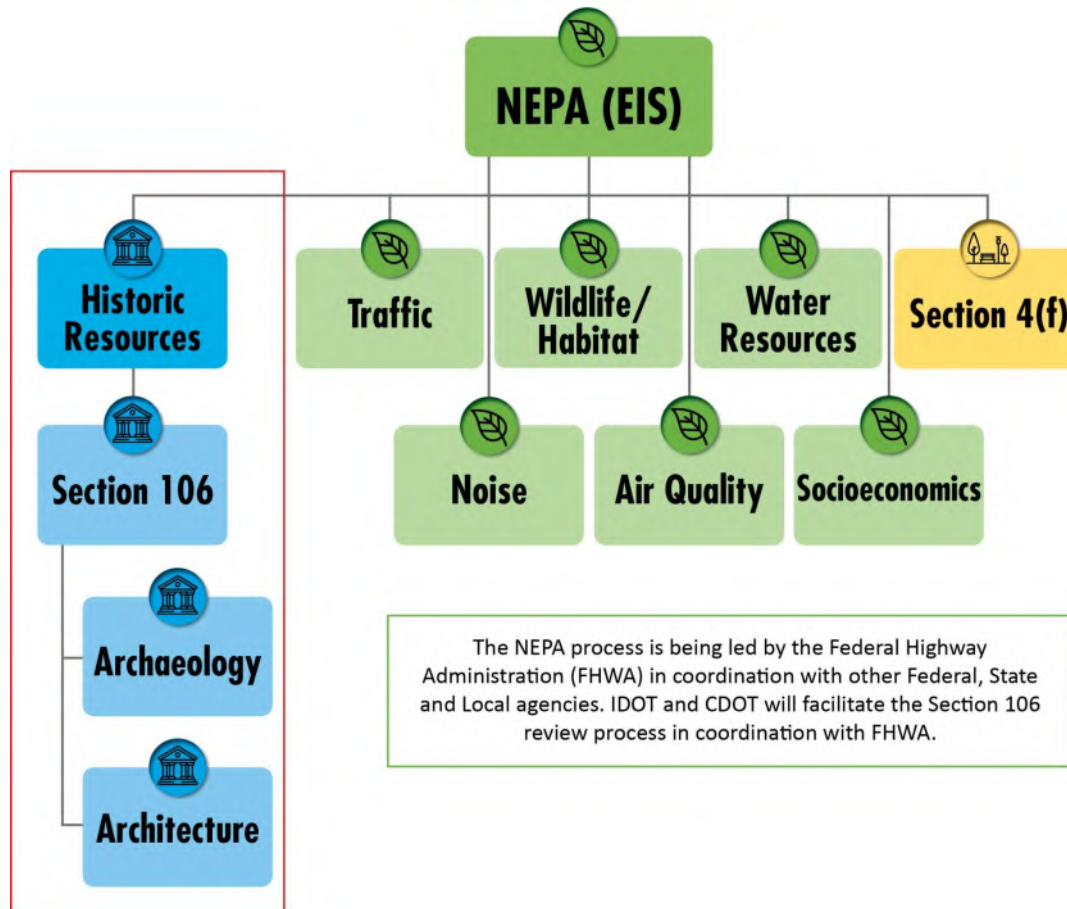 NEPA (EIS)
Historic
Resources
Traffic
Wildlife/
Habitat
Water
Resources
Section 4(f)
Section 106
Noise
Air Quality
Socioeconomics
Archaeology
Architecture
The NEPA process is being led by the Federal Highway
Administration (FHWA) in coordination with other Federal, State
and Local agencies. IDOT and CDOT will facilitate the Section 106
review process in coordination with FHWA.